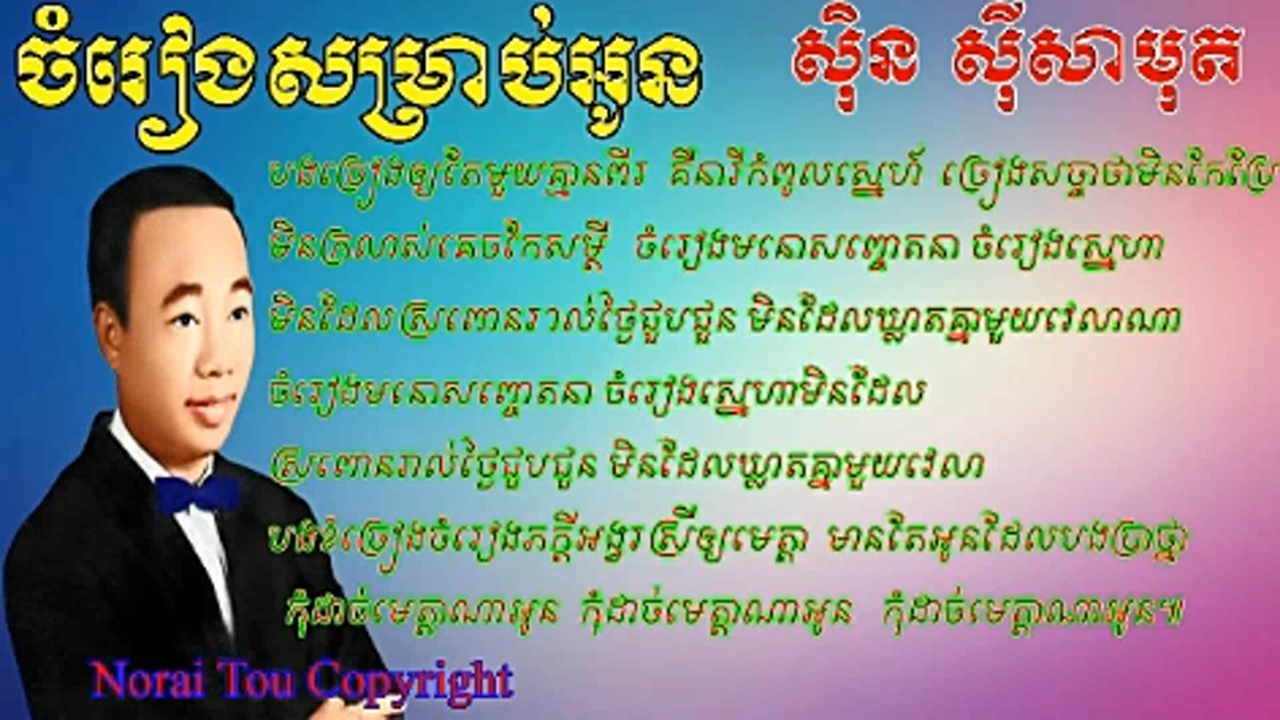 ចំរៀងសម្រាប់អូន ស៊ិន ស៊ីសាមុត
បងច្រៀងឲ្យតែមួយគ្មានពីរ គឺនារីកំពូលស្នេហ៍ ច្រៀងសច្ចាថាមិនកែប្រែ
មិនក្រលាស់គេចកែសម្ដី ចំរៀងមនោសញ្ចោតនា ចំរៀងស្នេហា
មិនដែលស្រពោនរាល់ថ្ងៃជួបជួន មិនដែលឃ្លាតគ្នាមួយវេលាណា
ចំរៀងមនោសញ្ចោតនា ចំរៀងស្នេហាមិនដែល
ស្រពោនរាល់ថ្ងៃជួបជួន មិនដែលឃ្លាតគ្នាមួយវេលា
បងខំច្រៀងចំរៀងភក្ដីអង្វរស្រីឲ្យមេត្តា មានតែអូនដែលបងប្រាថ្នា
កុំដាច់មេត្តាណាអូន កុំដាច់មេត្តាណាអូន កុំដាច់មេត្តាណាអូន៕
Norai Tou Copyright